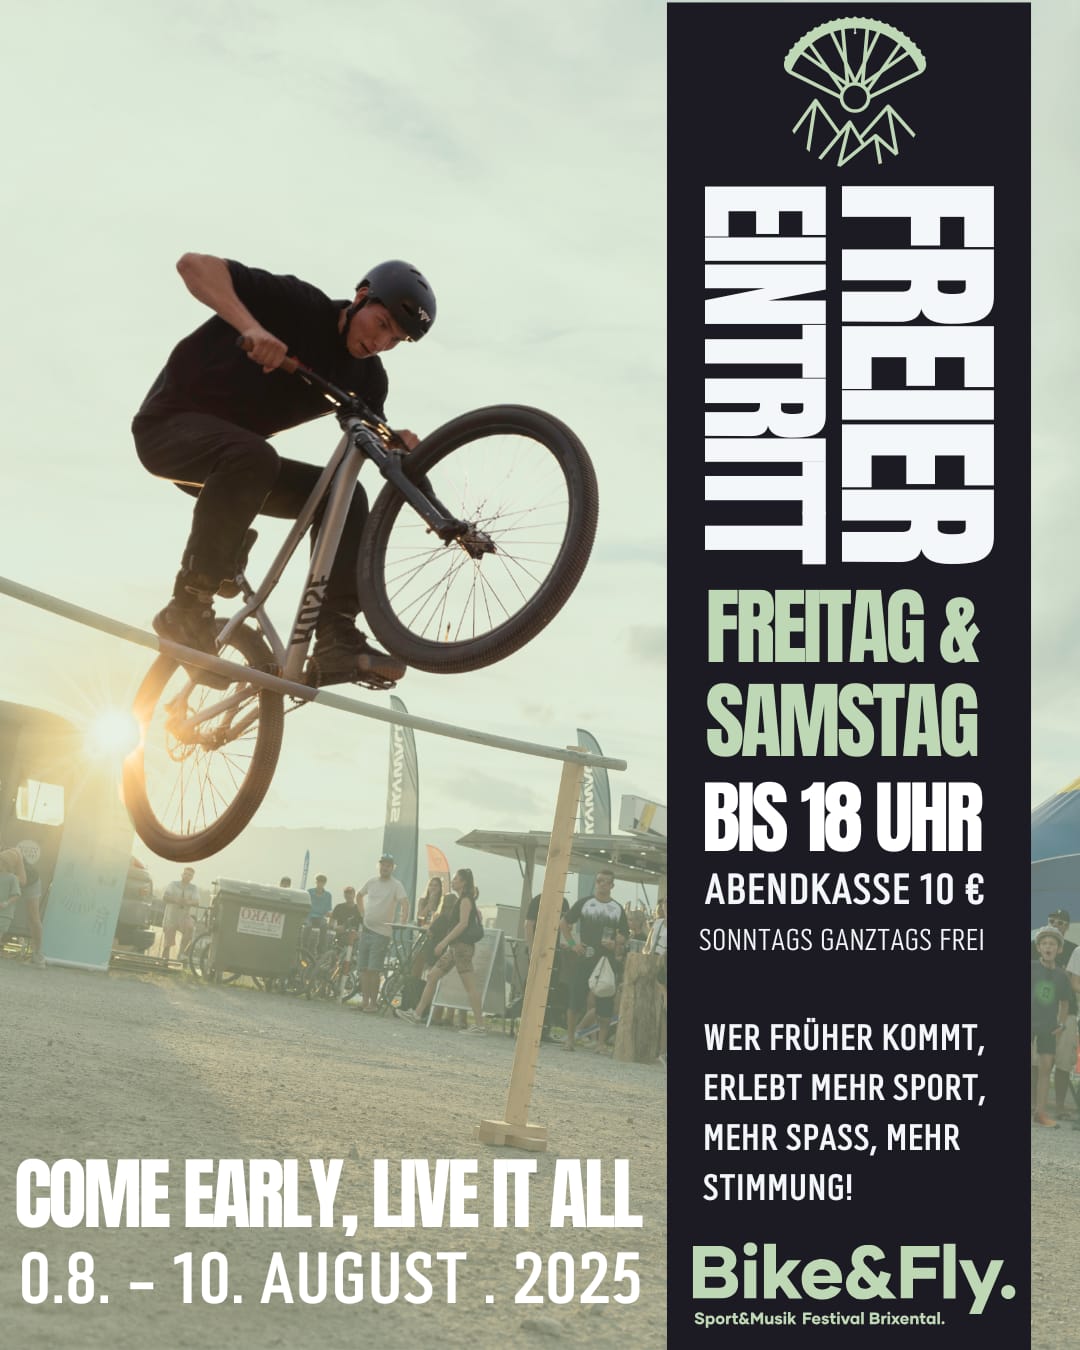 FREIER
EINTRITT
FREITAG &
SAMSTAG
BIS 18 UHR
ABENDKASSE 10 €
SONNTAGS GANZTAGS FREI
WER FRÜHER KOMMT,
ERLEBT MEHR SPORT,
MEHR SPASS, MEHR
STIMMUNG!
COME EARLY, LIVE IT ALL
0.8. – 10. AUGUST . 2025
Bike&Fly.
Sport&Musik Festival Brixental.
MAKO